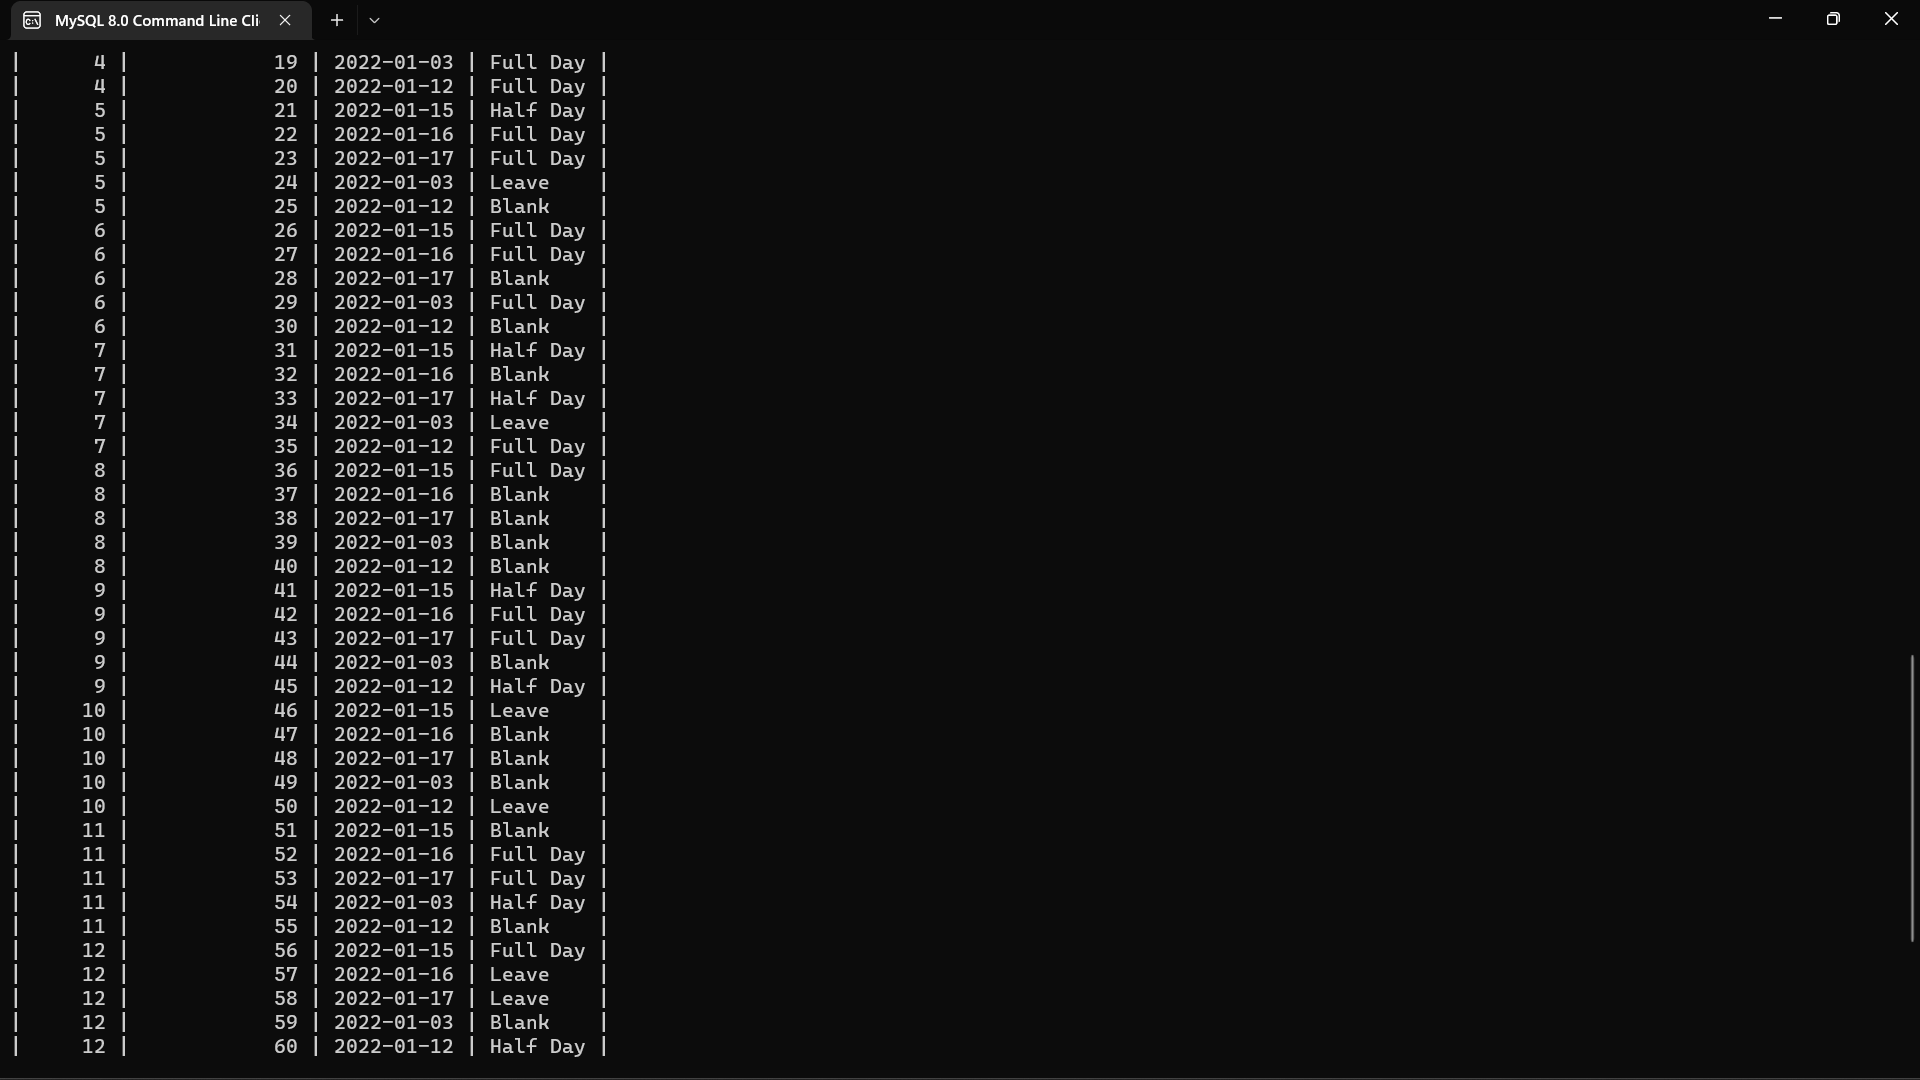 MySQL 8.0 Command Line Cli
| 4 | 19 | 2022-01-03 | Full Day |
| 4 | 20 | 2022-01-12 | Full Day |
| 5 | 21 | 2022-01-15 | Half Day |
| 5 | 22 | 2022-01-16 | Full Day |
| 5 | 23 | 2022-01-17 | Full Day |
| 5 | 24 | 2022-01-03 | Leave |
| 5 | 25 | 2022-01-12 | Blank |
| 6 | 26 | 2022-01-15 | Full Day |
| 6 | 27 | 2022-01-16 | Full Day |
| 6 | 28 | 2022-01-17 | Blank |
| 6 | 29 | 2022-01-03 | Full Day |
| 6 | 30 | 2022-01-12 | Blank |
| 7 | 31 | 2022-01-15 | Half Day |
| 7 | 32 | 2022-01-16 | Blank |
| 7 | 33 | 2022-01-17 | Half Day |
| 7 | 34 | 2022-01-03 | Leave |
| 7 | 35 | 2022-01-12 | Full Day |
| 8 | 36 | 2022-01-15 | Full Day |
| 8 | 37 | 2022-01-16 | Blank |
| 8 | 38 | 2022-01-17 | Blank |
| 8 | 39 | 2022-01-03 | Blank |
| 8 | 40 | 2022-01-12 | Blank |
| 9 | 41 | 2022-01-15 | Half Day |
| 9 | 42 | 2022-01-16 | Full Day |
| 9 | 43 | 2022-01-17 | Full Day |
| 9 | 44 | 2022-01-03 | Blank |
| 9 | 45 | 2022-01-12 | Half Day |
| 10 | 46 | 2022-01-15 | Leave |
| 10 | 47 | 2022-01-16 | Blank |
| 10 | 48 | 2022-01-17 | Blank |
| 10 | 49 | 2022-01-03 | Blank |
| 10 | 50 | 2022-01-12 | Leave |
| 11 | 51 | 2022-01-15 | Blank |
| 11 | 52 | 2022-01-16 | Full Day |
| 11 | 53 | 2022-01-17 | Full Day |
| 11 | 54 | 2022-01-03 | Half Day |
| 11 | 55 | 2022-01-12 | Blank |
| 12 | 56 | 2022-01-15 | Full Day |
| 12 | 57 | 2022-01-16 | Leave |
| 12 | 58 | 2022-01-17 | Leave |
| 12 | 59 | 2022-01-03 | Blank |
| 12 | 60 | 2022-01-12 | Half Day |